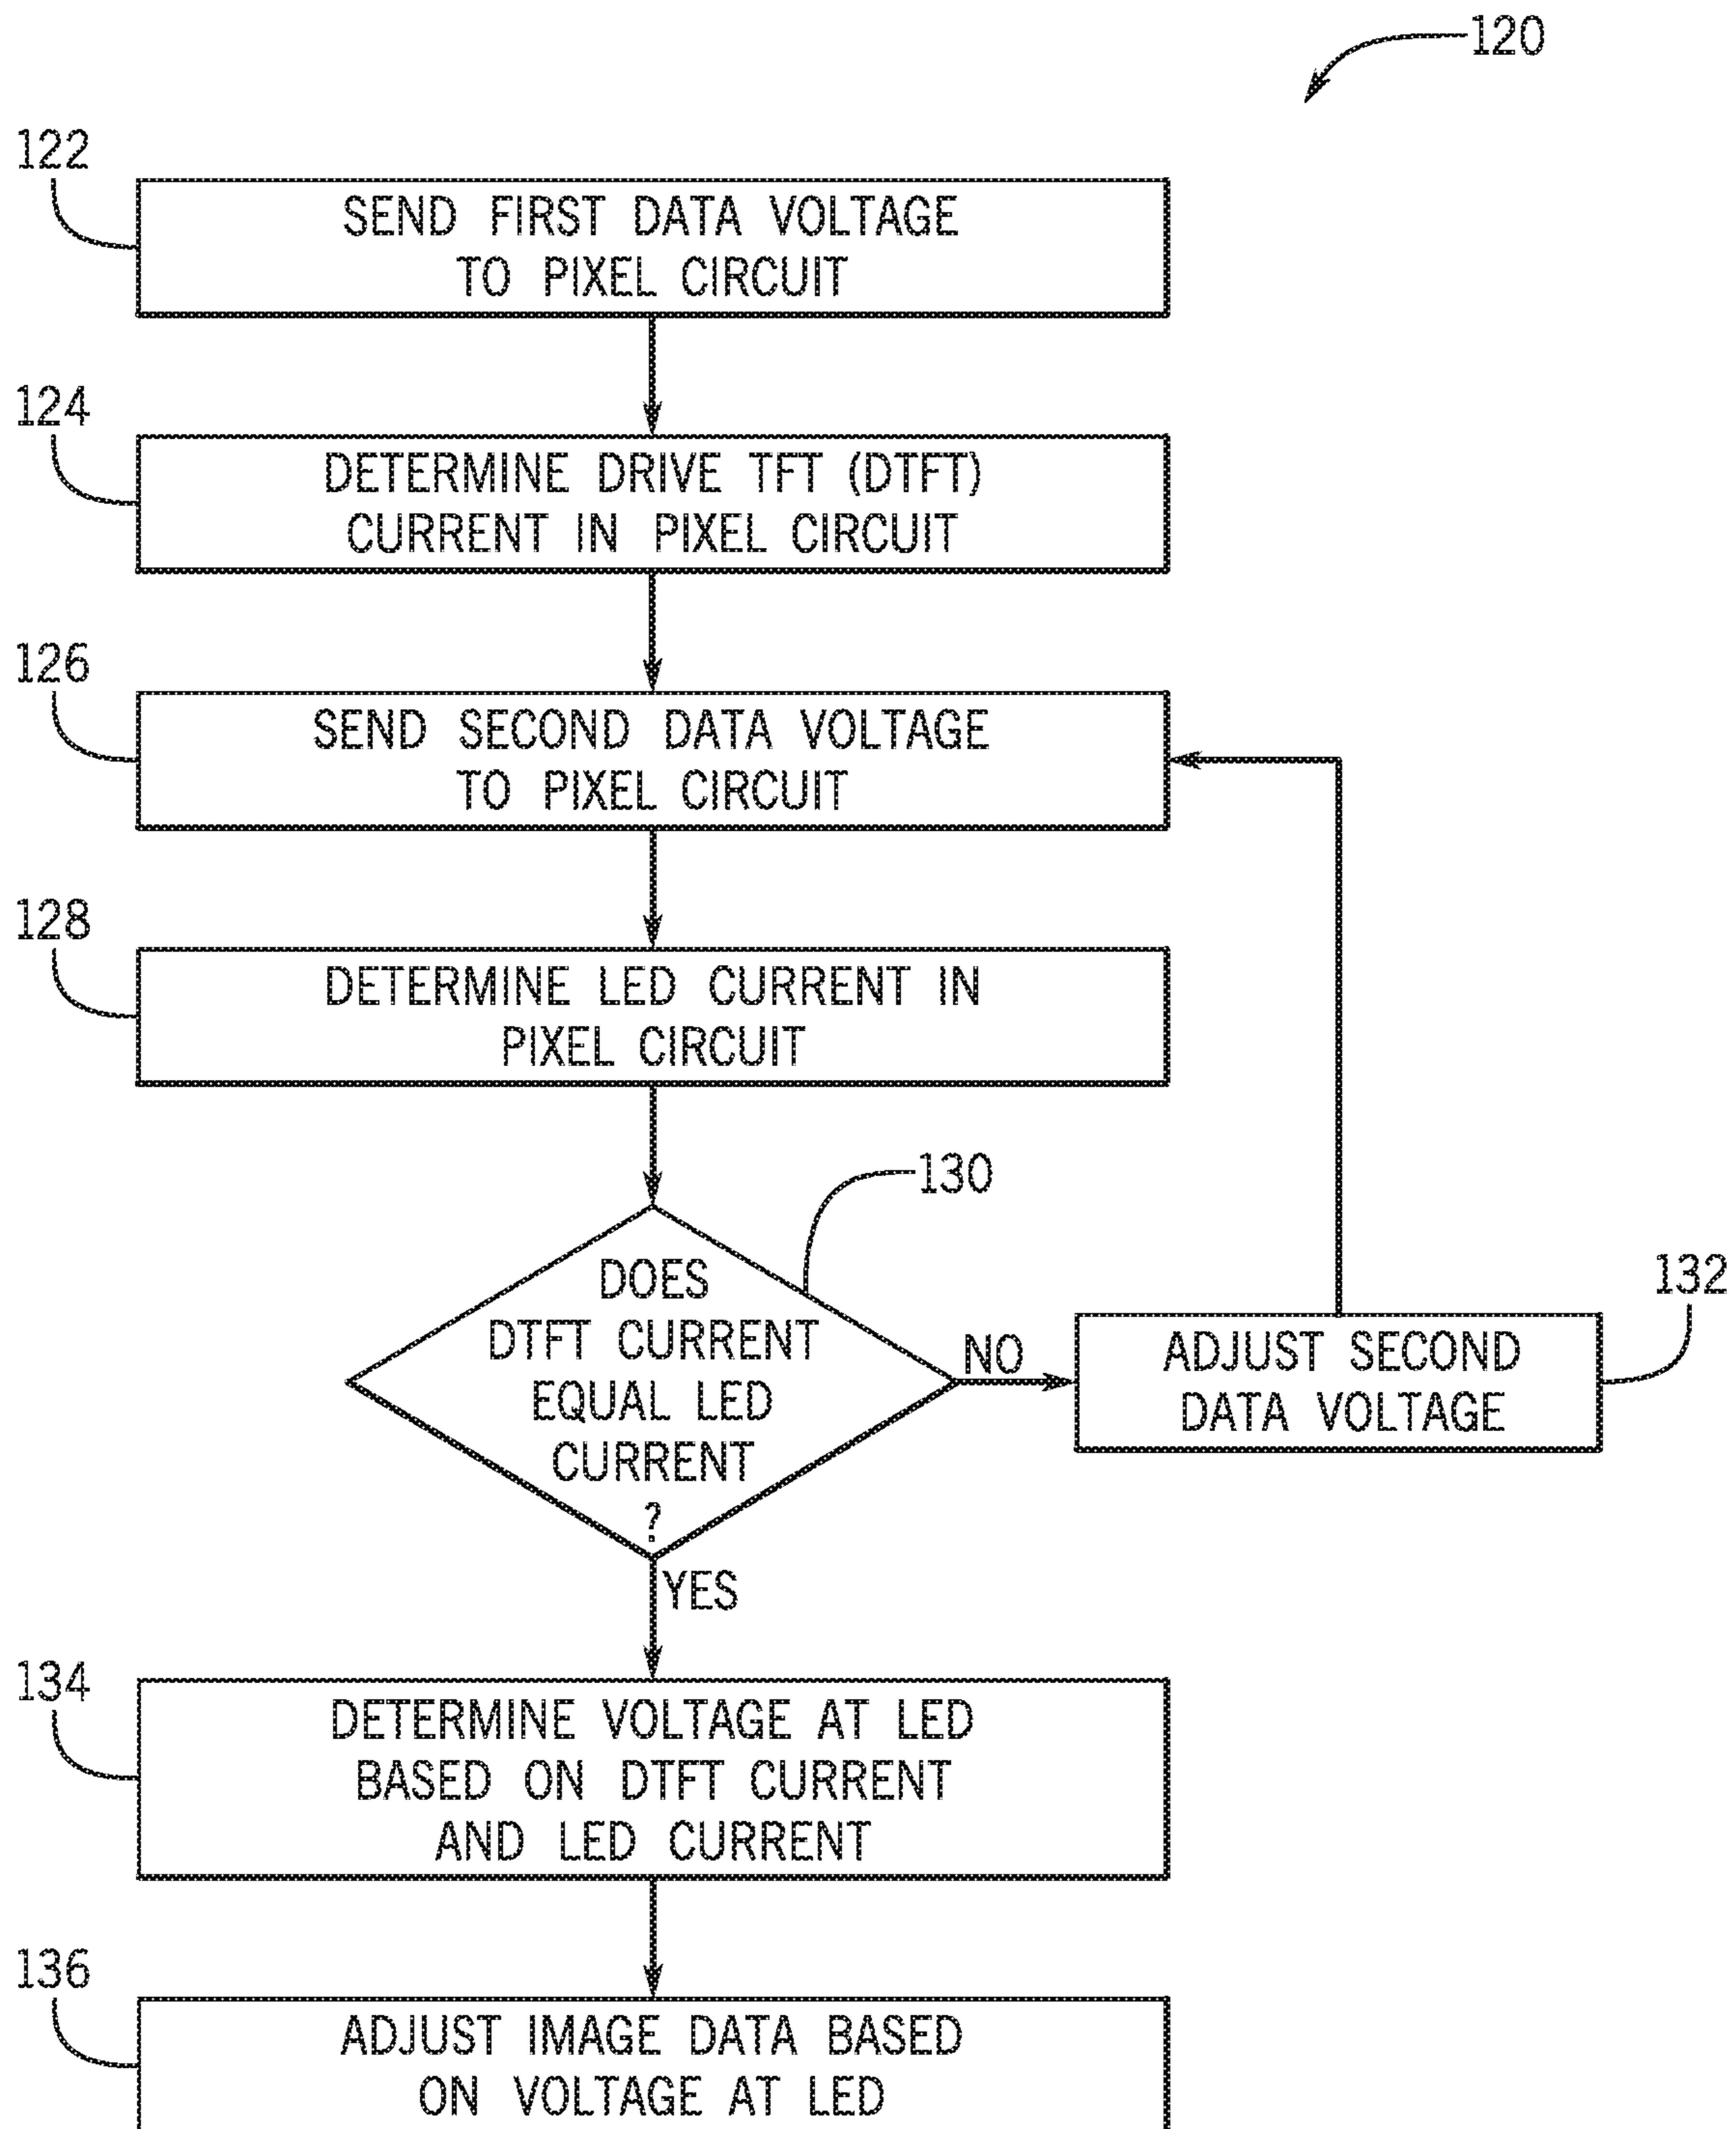 120
122
SEND FIRST DATA VOLTAGE
TO PIXEL CIRCUIT
124
DETERMINE DRIVE TFT (DTFT)
CURRENT IN PIXEL CIRCUIT
126
SEND SECOND DATA VOLTAGE
TO PIXEL CIRCUIT
128
DETERMINE LED CURRENT IN
PIXEL CIRCUIT
130
DOES
DTFT CURRENT
EQUAL LED
CURRENT
?
NO
132
ADJUST SECOND
DATA VOLTAGE
YES
134
DETERMINE VOLTAGE AT LED
BASED ON DTFT CURRENT
AND LED CURRENT
136
ADJUST IMAGE DATA BASED
ON VOLTAGE AT LED